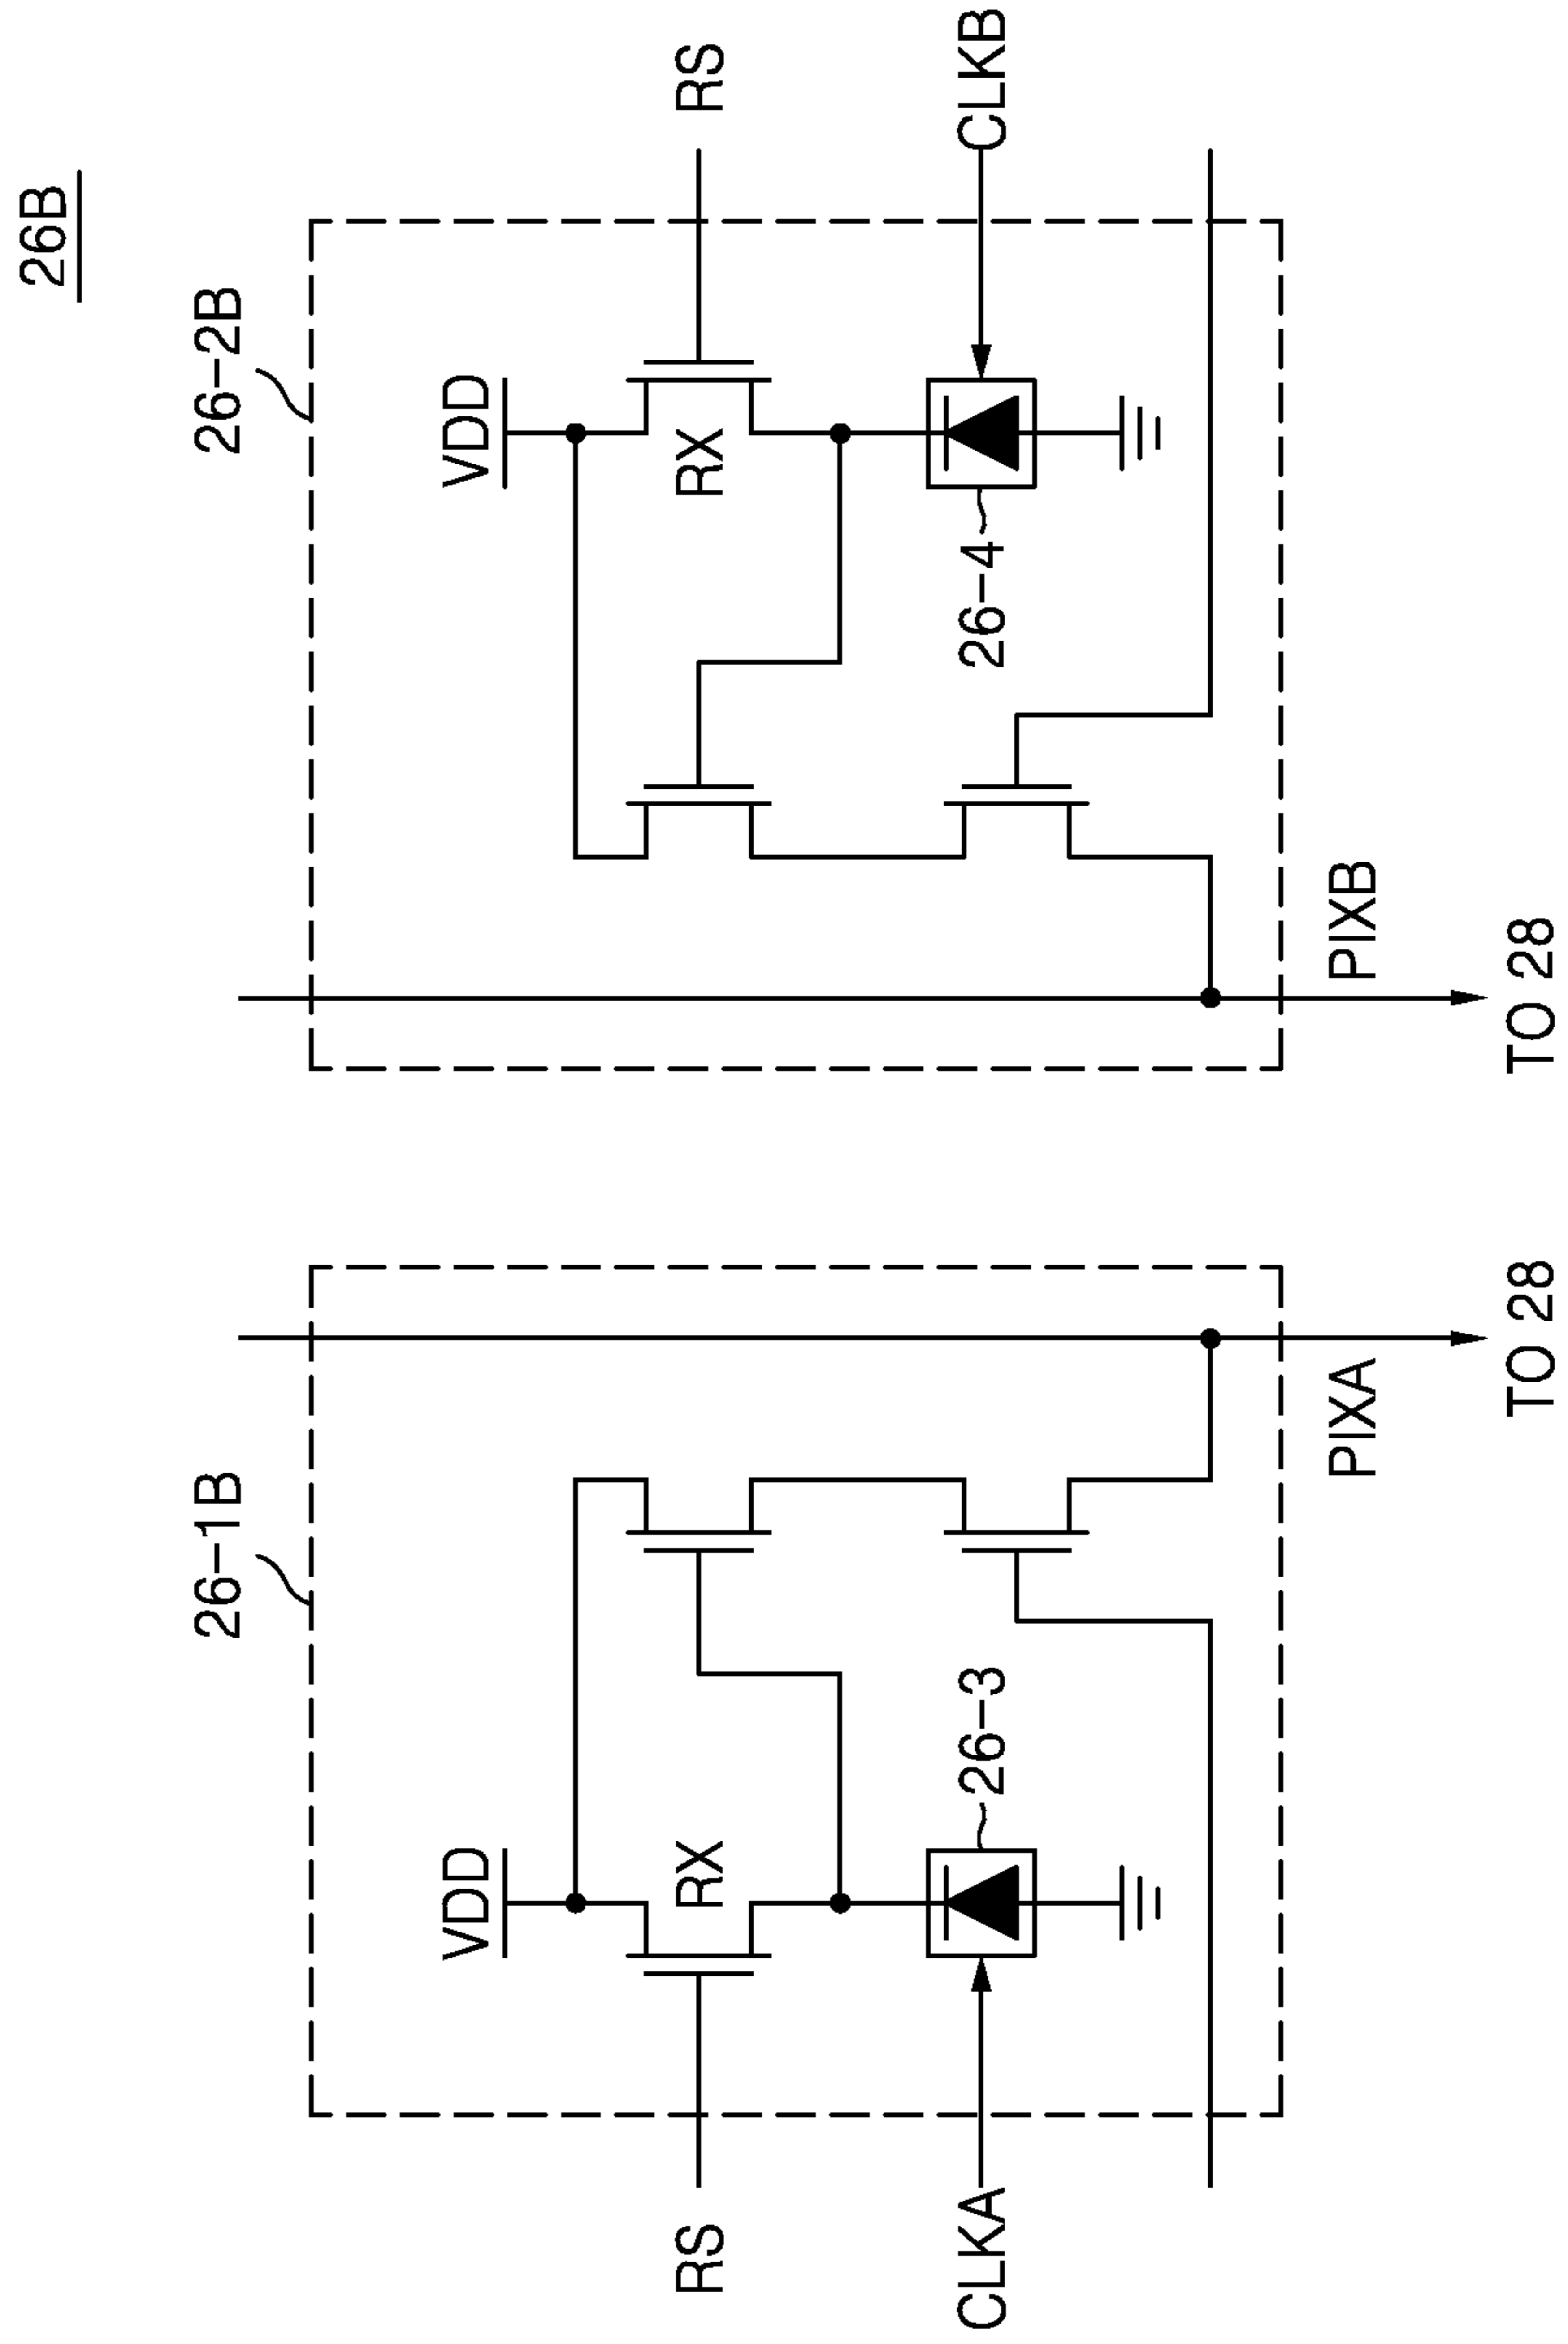 26B
26-1B
26-2B
VDD
VDD
RS
RX
RX
RS
CLKA
26-3
26-4
CLKB
PIXA
PIXB
TO 28
TO 28